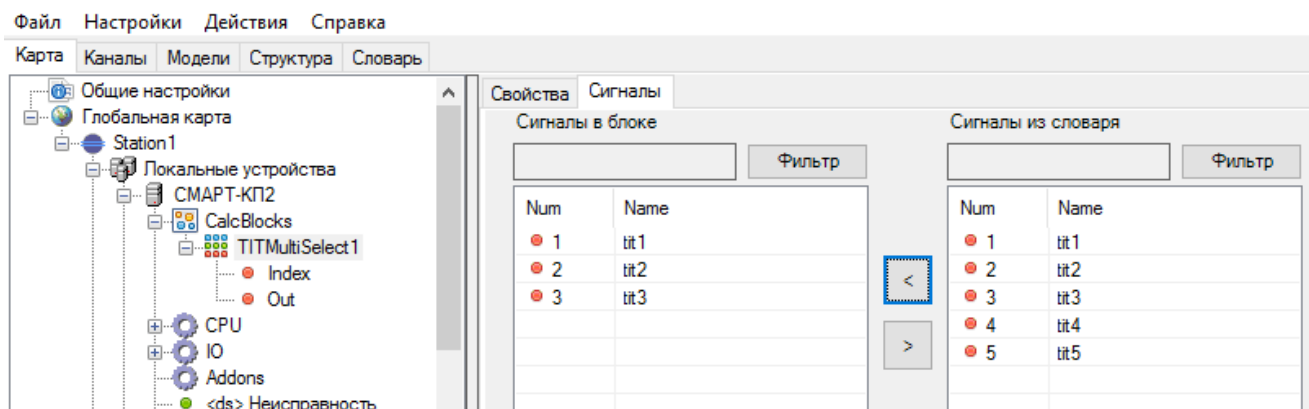 Файл Настройки Действия Справка
Карта Каналы Модели Структура Словарь
Общие настройки
Глобальная карта
Station1
Локальные устройства
СМАРТ-КП2
CalcBlocks
TITMultiSelect1
Index
Out
CPU
IO
Addons
<ds> Неисправность
Свойства Сигналы
Сигналы в блоке
Фильтр
Num Name
1 tit1
2 tit2
3 tit3
<
>
Сигналы из словаря
Фильтр
Num Name
1 tit1
2 tit2
3 tit3
4 tit4
5 tit5